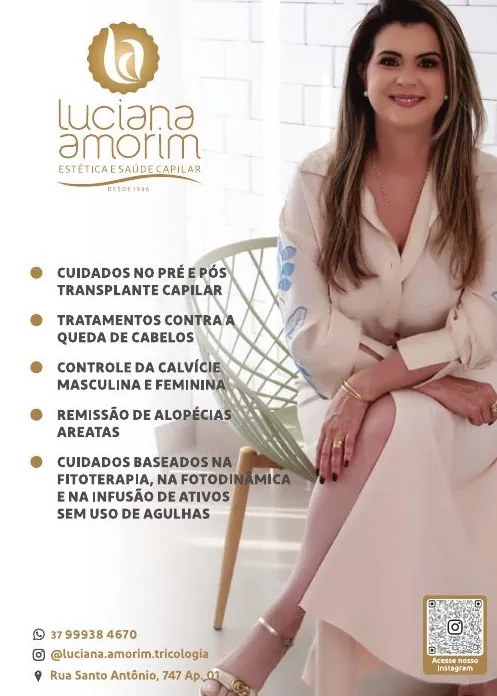 luciana
amorim
ESTÉTICA E SAÚDE CAPILAR
DESDE 1996
CUIDADOS NO PRÉ E PÓS
TRANSPLANTE CAPILAR
TRATAMENTOS CONTRA A
QUEDA DE CABELOS
CONTROLE DA CALVÍCIE
MASCULINA E FEMININA
REMISSÃO DE ALOPÉCIAS
AREATAS
CUIDADOS BASEADOS NA
FITOTERAPIA, NA FOTODINÂMICA
E NA INFUSÃO DE ATIVOS
SEM USO DE AGULHAS
37 99938 4670
@luciana.amorim.tricologia
Rua Santo Antônio, 747 Ap. 01
Acesse nosso
instagram